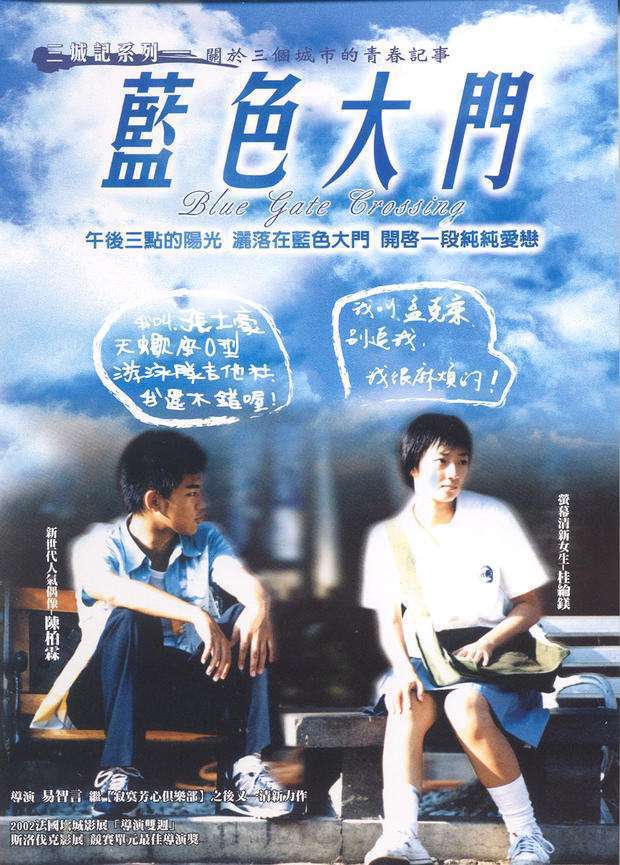 三城記系列
關於三個城市的青春記事
藍色大門
Blue Gate Crossing
午後三點的陽光 灑落在藍色大門 開啓一段純純愛戀
我叫張士豪
天蠍座O型
游泳隊吉他社
我還不錯喔!
我叫孟克柔
別惹我,
我很麻煩的!
新世代人氣偶像-陳柏霖
螢幕清新女生-桂綸鎂
導演 易智言 繼【寂寞芳心俱樂部】之後又一清新力作
2002法國坎城影展『導演雙週』
斯洛伐克影展 競賽單元最佳導演獎